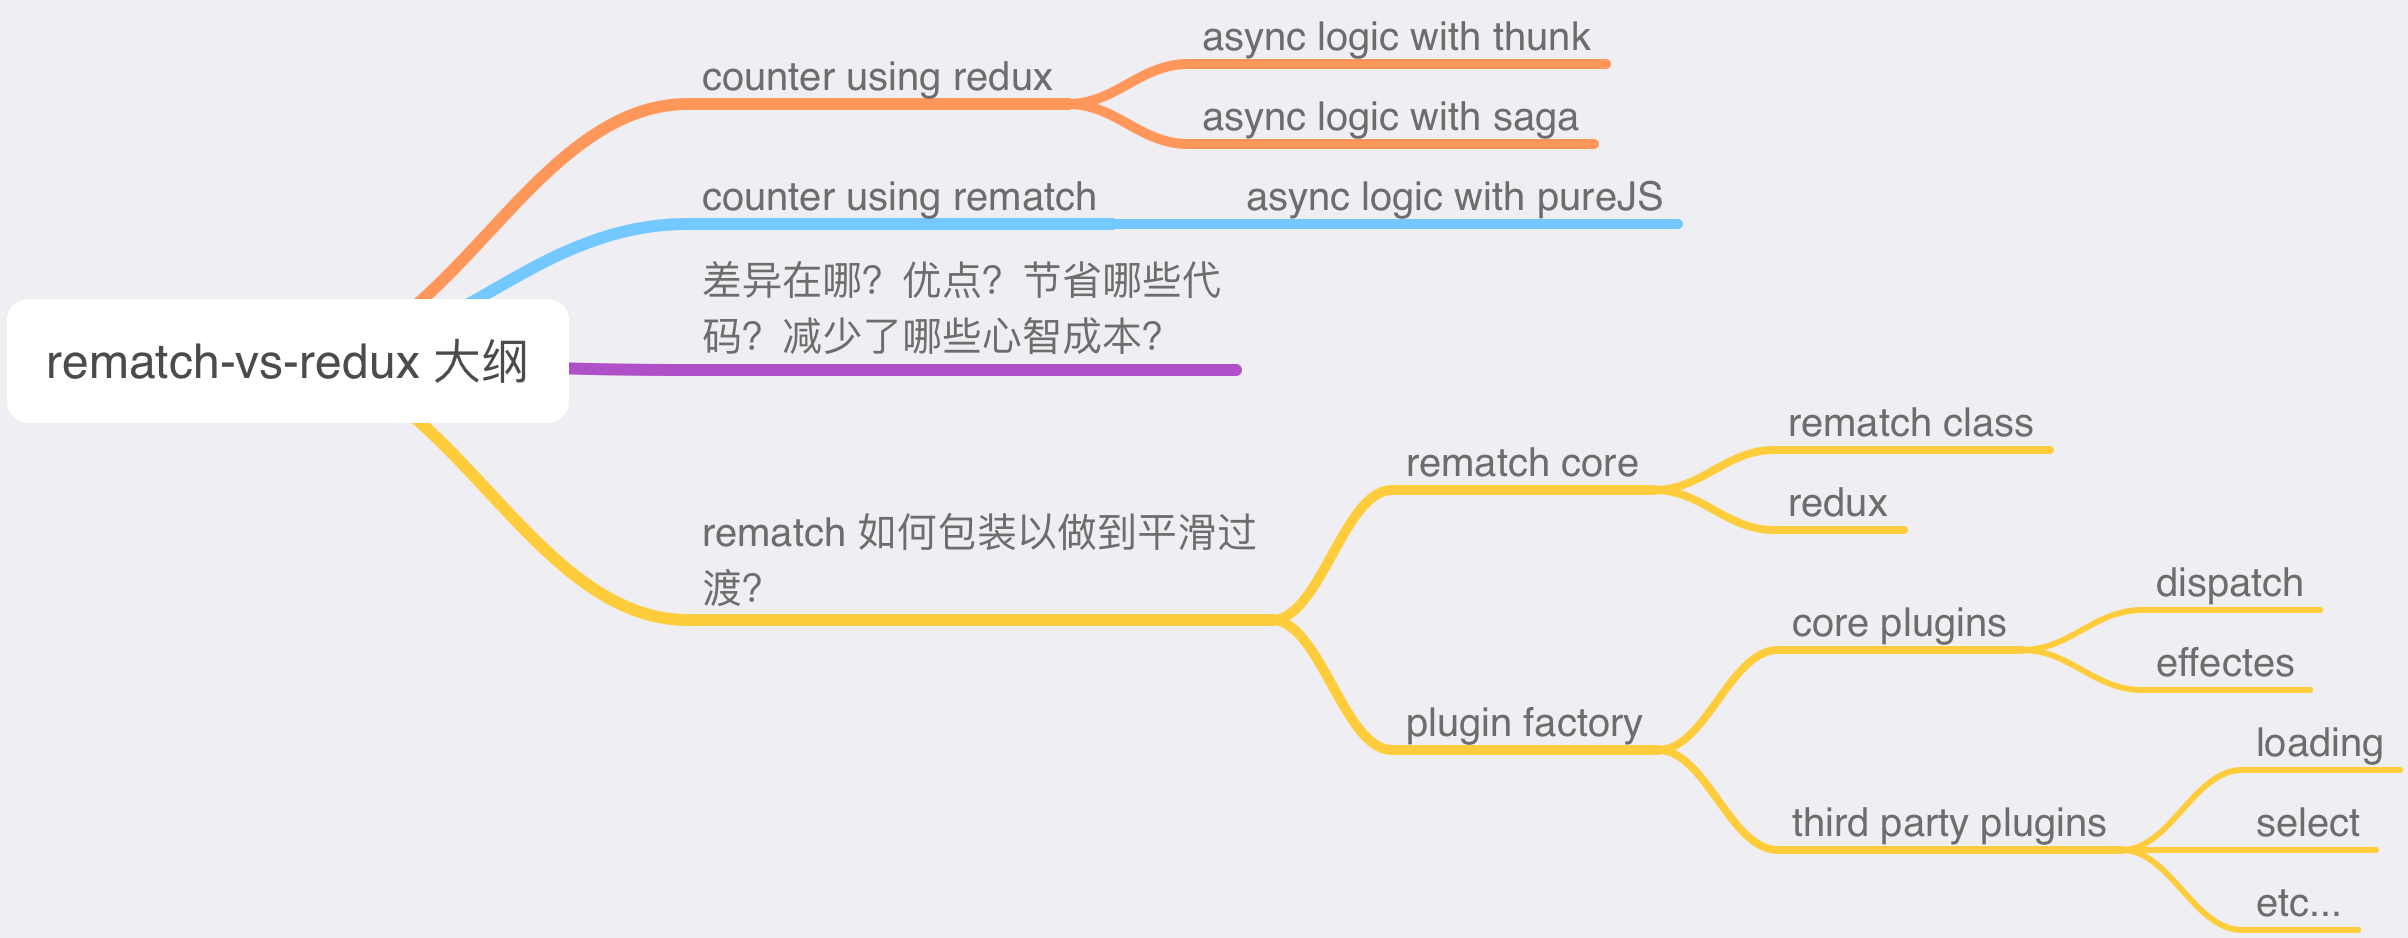 async logic with thunk
counter using redux
async logic with saga
counter using rematch
async logic with pureJS
差异在哪？优点？节省哪些代
码？减少了哪些心智成本？
rematch-vs-redux 大纲
rematch class
rematch core
redux
rematch 如何包装以做到平滑过
渡？
dispatch
core plugins
effectes
plugin factory
loading
third party plugins
select
etc...